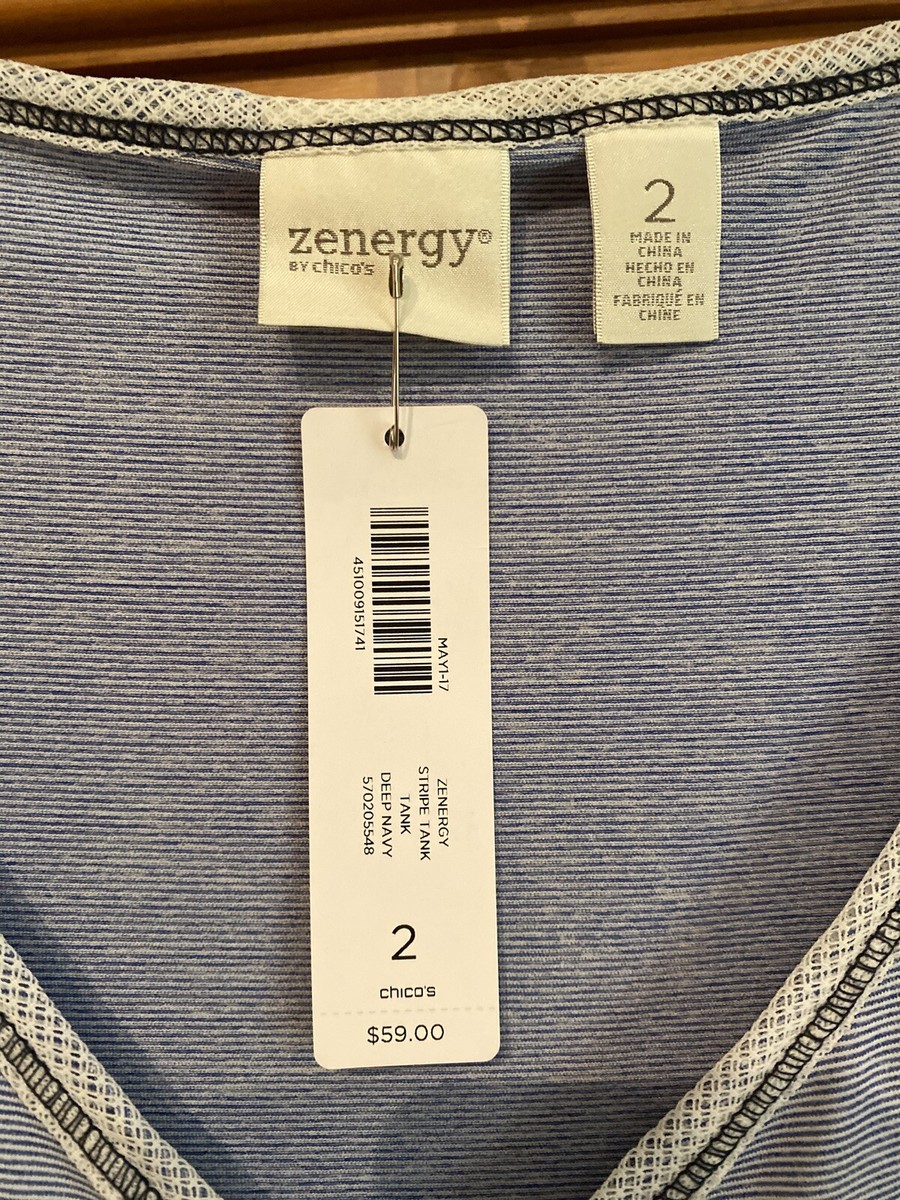 zenergy®
BY chico's
2
MADE IN
CHINA
HECHO EN
CHINA
FABRIQUÉ EN
CHINE
MAY1-17
451009151741
ZENERGY
STRIPE TANK
TANK
DEEP NAVY
570205548
2
chico's
$59.00